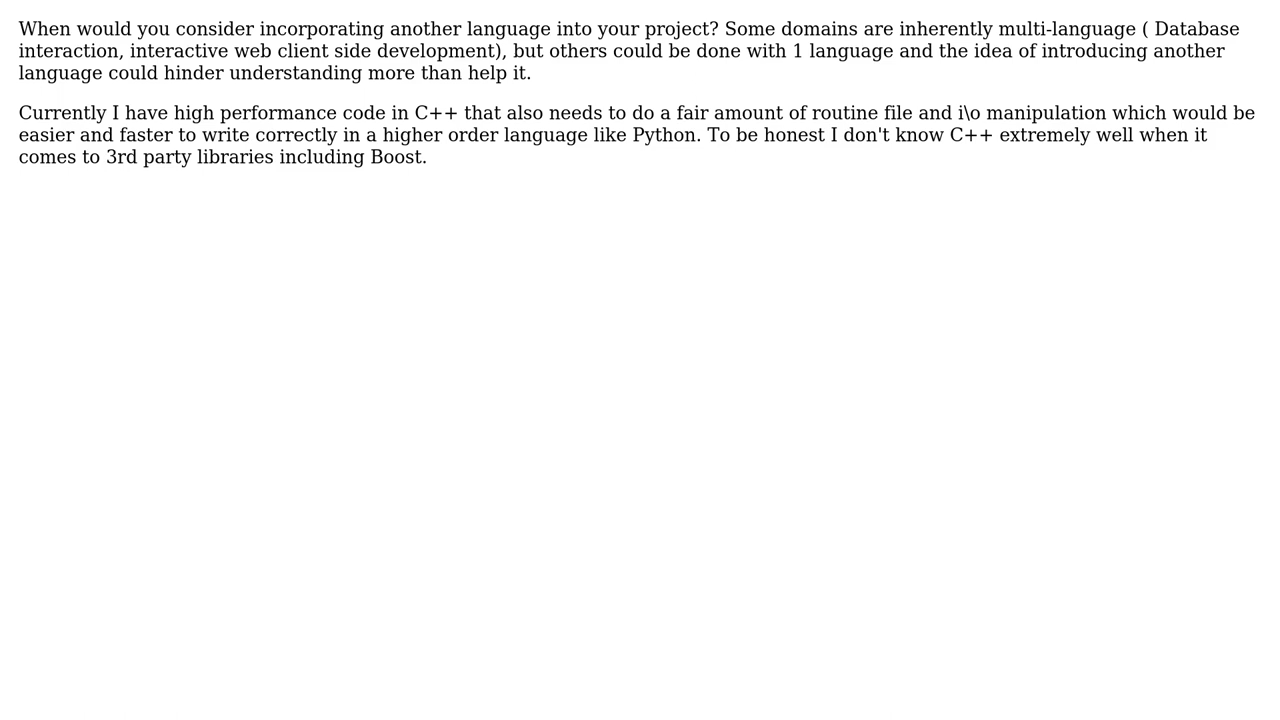 When would you consider incorporating another language into your project? Some domains are inherently multi-language ( Database
interaction, interactive web client side development), but others could be done with 1 language and the idea of introducing another
language could hinder understanding more than help it.
Currently I have high performance code in C++ that also needs to do a fair amount of routine file and i\o manipulation which would be
easier and faster to write correctly in a higher order language like Python. To be honest I don't know C++ extremely well when it
comes to 3rd party libraries including Boost.